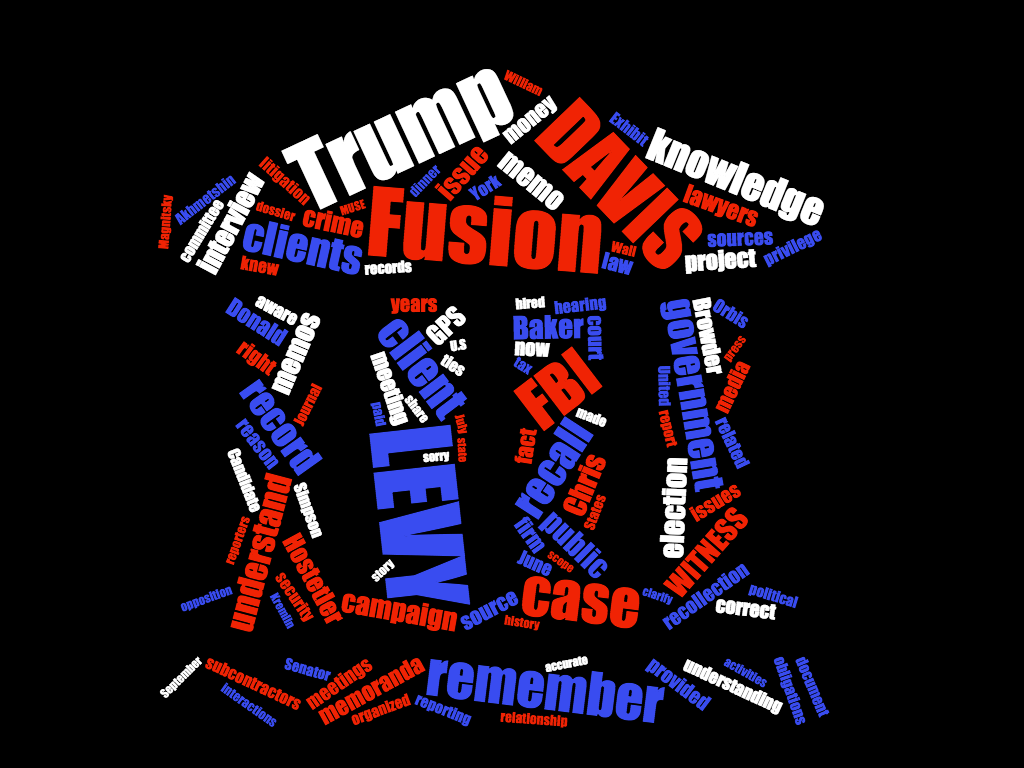 William
Trump
money
DAVIS
Exhibit
knowledge
litigation
dinner
issue
York
memo
lawyers
Akhmetshin
Magnitsky
committee
Interview
dossier
crime
MUSE
Fusion
Wall
law
sources
project
privilege
clients
knew
records
Donald
aware
memos
right
record
Journal
reason
Candidate
Simpson
understand
reporters
Hostetler
security
Kremlin
opposition
years
GPS
client
U.S
ties
meeting
share
paid
July
state
LEVY
sorry
story
campaign
source
history
hired
hearing
Baker
court
now
tax
FBI
made
fact
recall
Chris
states
firm
public
June
scope
case
clarify
government
Browder
Orbis
press
media
United
report
related
election
issues
WITNESS
recollection
political
correct
September
subcontractors
interactions
Senator
meetings
memoranda
organized
reporting
remember
accurate
relationship
provided
understanding
activities
obligations
document